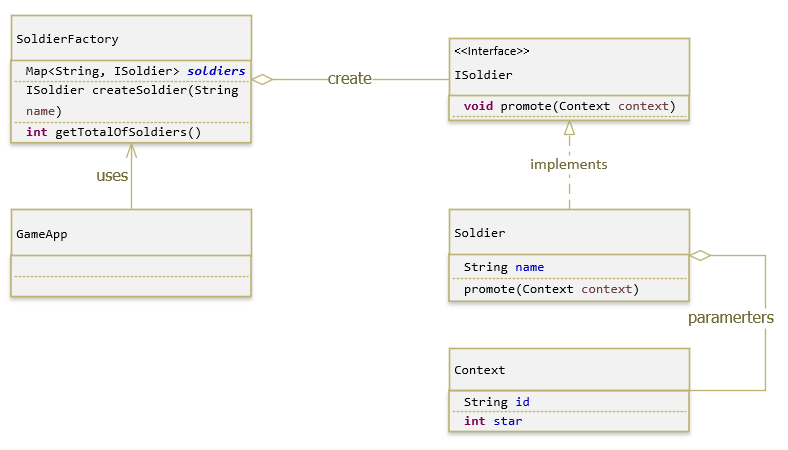 SoldierFactory
Map<String, ISoldier> soldiers
ISoldier createSoldier(String
name)
int getTotalOfSoldiers()
create
<<Interface>>
ISoldier
void promote(Context context)
uses
implements
GameApp
Soldier
String name
promote(Context context)
paramerters
Context
String id
int star